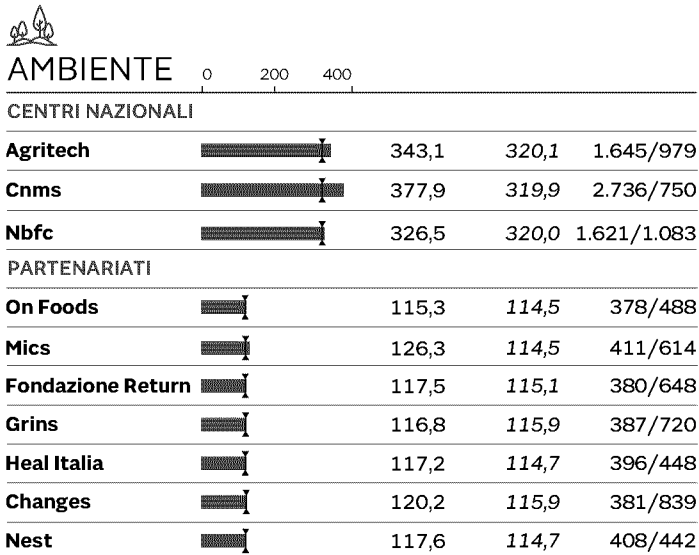 AMBIENTE 0 200 400
CENTRI NAZIONALI
Agritech 343,1 320,1 1.645/979
Cnms 377,9 319,9 2.736/750
Nbfc 326,5 320,0 1.621/1.083
PARTENARIATI
On Foods 115,3 114,5 378/488
Mics 126,3 114,5 411/614
Fondazione Return 117,5 115,1 380/648
Grins 116,8 115,9 387/720
Heal Italia 117,2 114,7 396/448
Changes 120,2 115,9 381/839
Nest 117,6 114,7 408/442